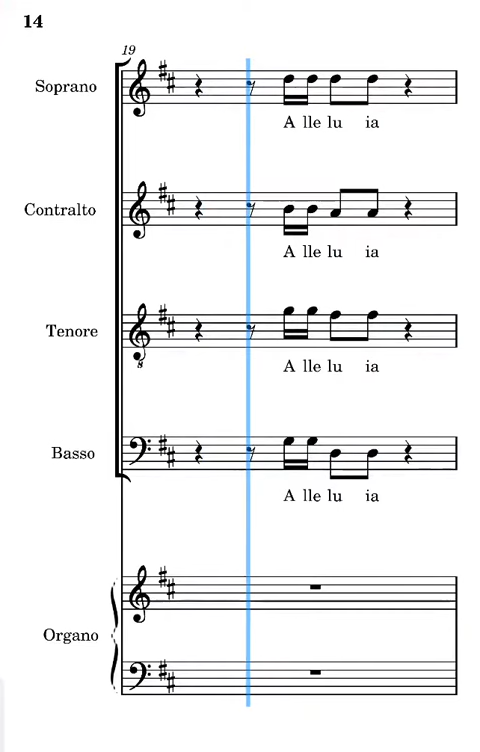 14
19
Soprano
A lle lu ia
Contralto
A lle lu ia
Tenore
8
A lle lu ia
Basso
A lle lu ia
Organo